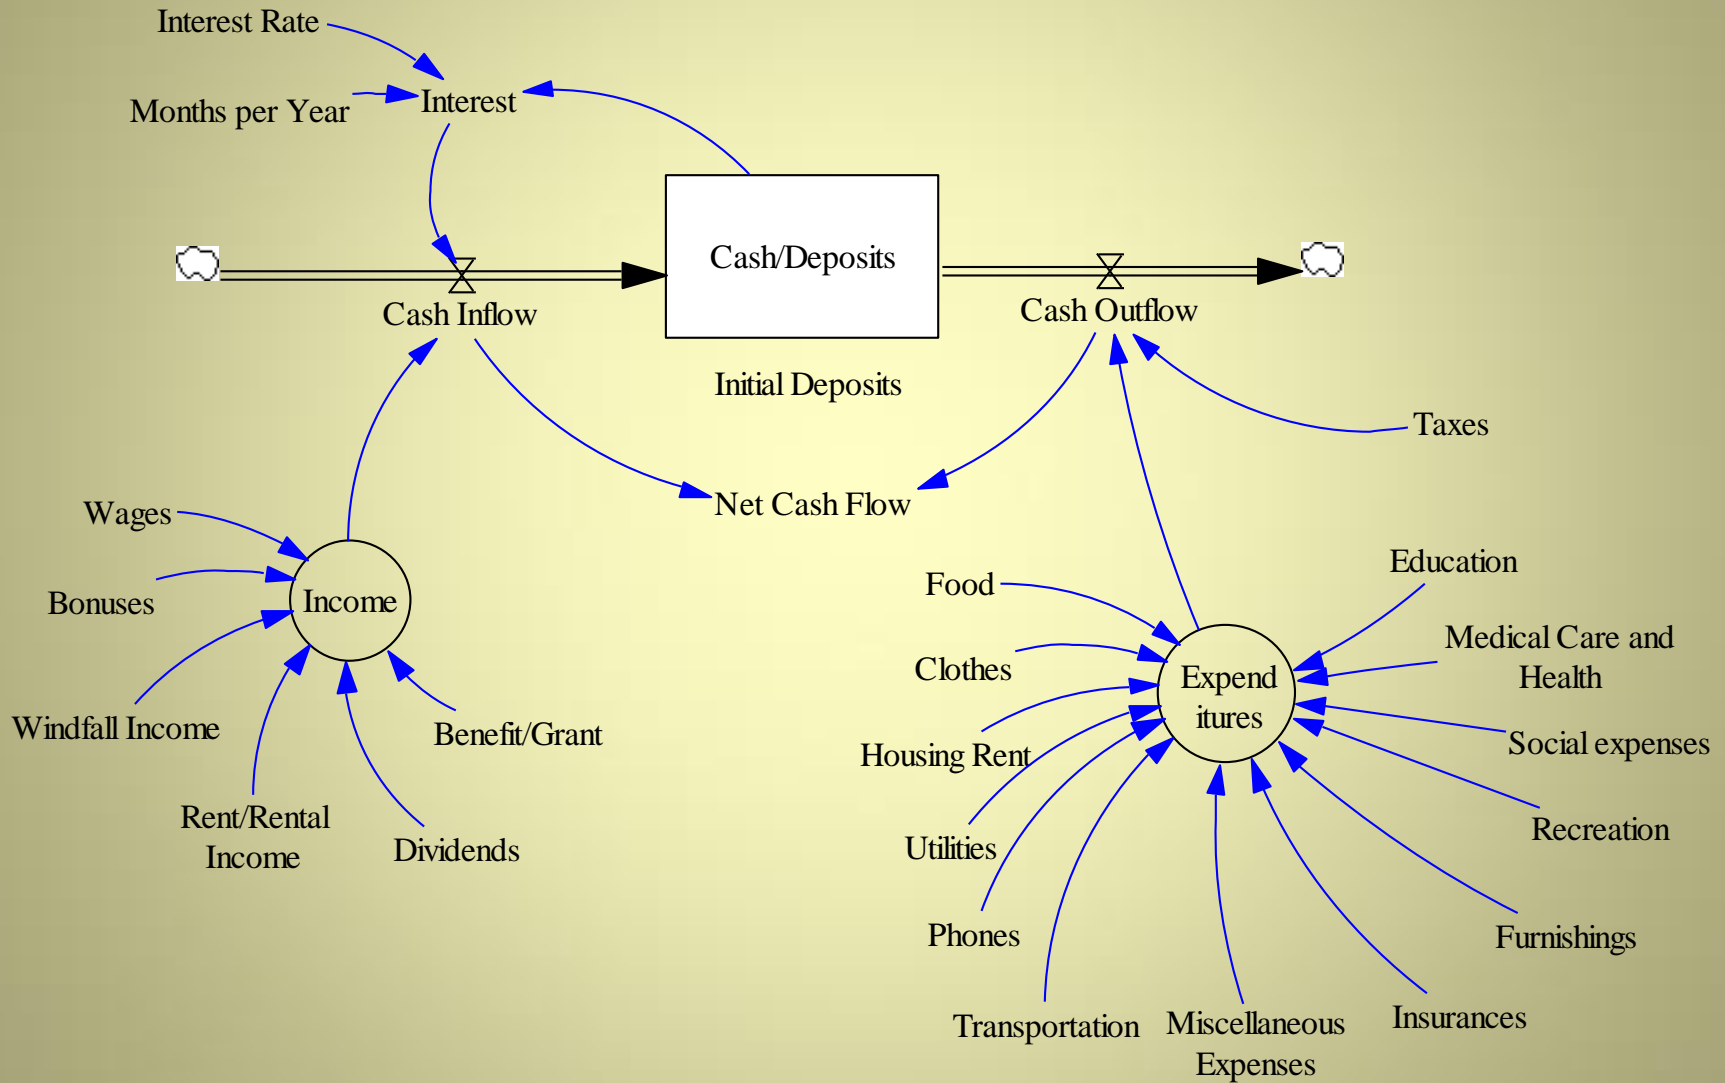 Interest Rate
Months per Year
Interest
Cash/Deposits
Cash Inflow
Cash Outflow
Initial Deposits
Taxes
Net Cash Flow
Wages
Bonuses
Income
Windfall Income
Benefit/Grant
Rent/Rental
Income
Dividends
Food
Education
Clothes
Medical Care and
Health
Expend
itures
Housing Rent
Social expenses
Utilities
Recreation
Phones
Furnishings
Transportation
Miscellaneous
Expenses
Insurances